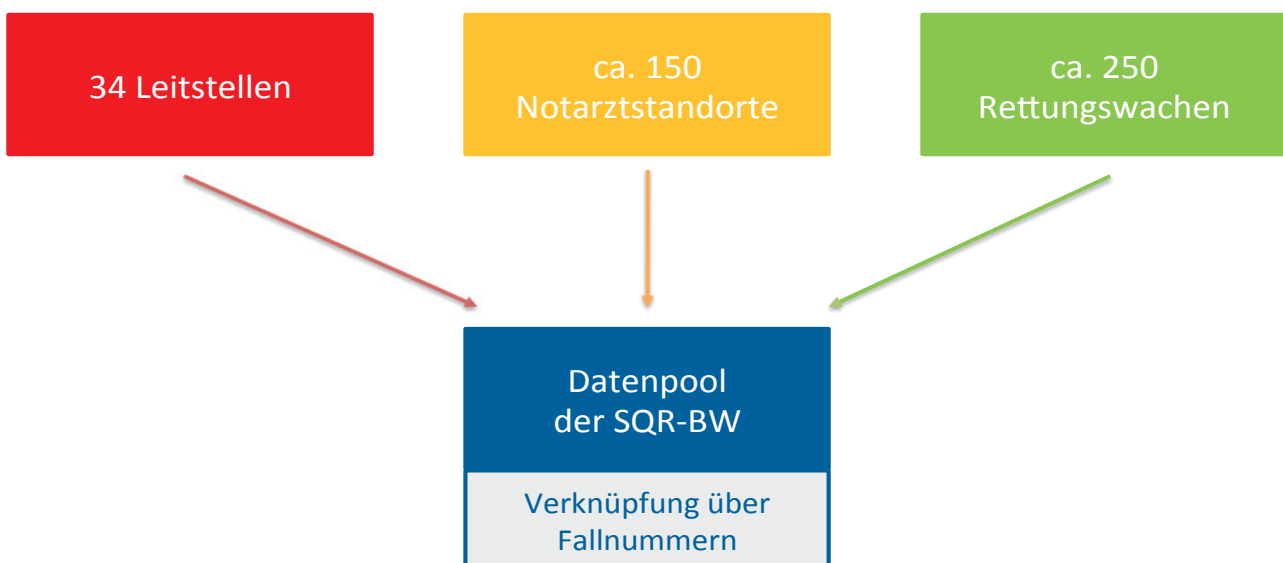 34 Leitstellen
ca. 150
Notarztstandorte
ca. 250
Rettungswachen
Datenpool
der SQR-BW
Verknüpfung über
Fallnummern